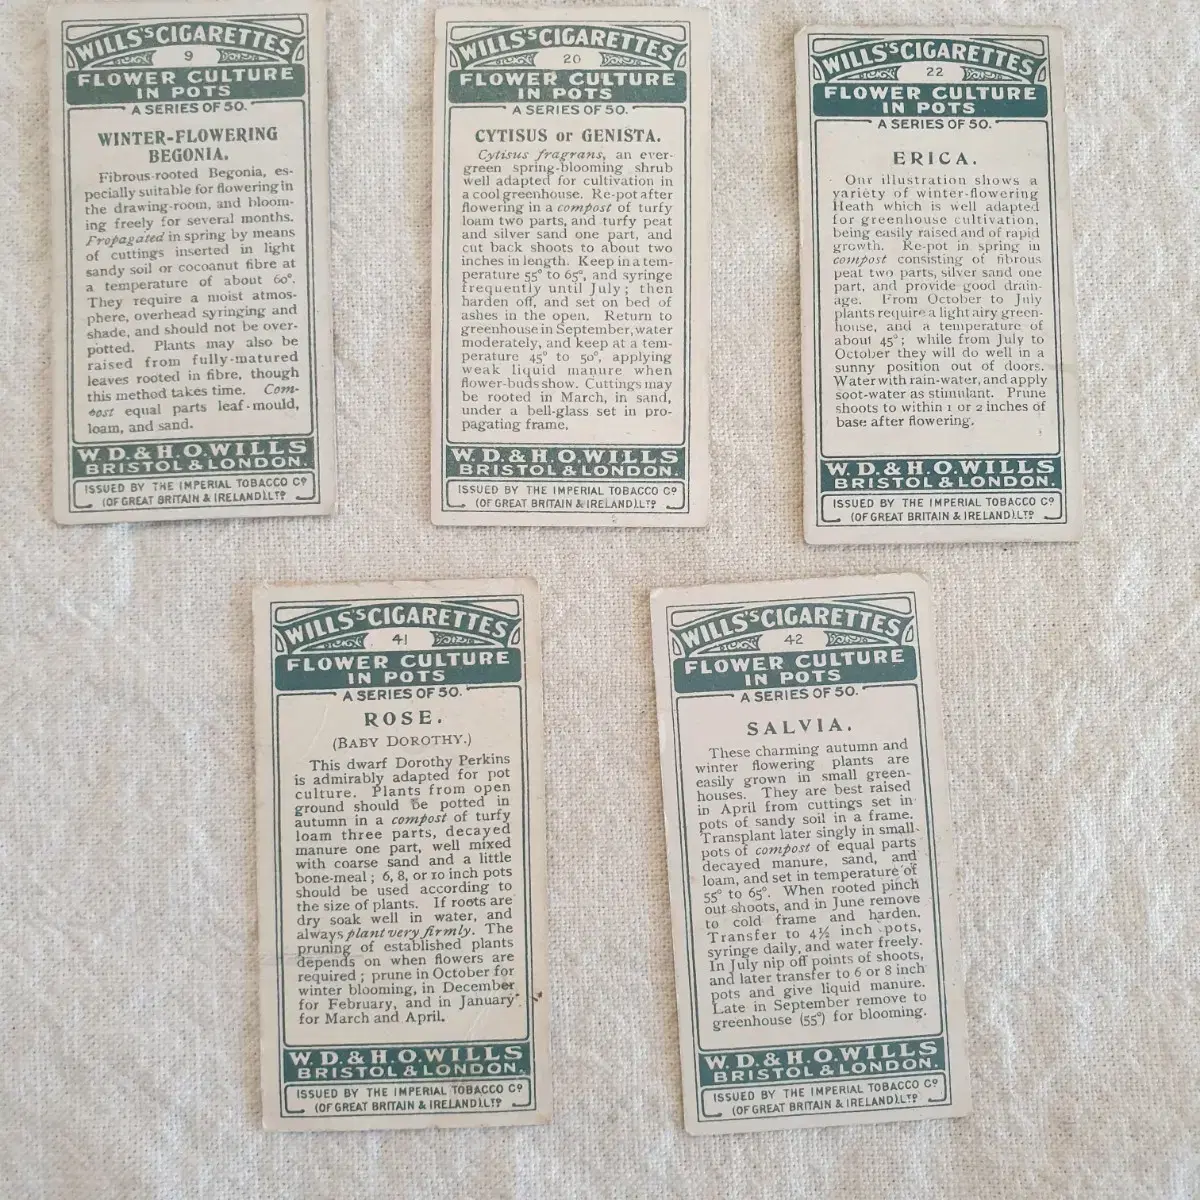 WILLS'S CIGARETTES
9
FLOWER CULTURE
IN POTS
A SERIES OF 50.
WINTER-FLOWERING
BEGONIA.
Fibrous-rooted Begonia, es-
pecially suitable for flowering in
the drawing-room, and bloom-
ing freely for several months.
Propagated in spring by means
of cuttings inserted in light
sandy soil or cocoanut fibre at
a temperature of about 60°.
They require a moist atmos-
phere, overhead syringing and
shade, and should not be over-
potted. Plants may also be
raised from fully-matured
leaves rooted in fibre, though
this method takes time. Com-
post equal parts leaf-mould,
loam, and sand.
W.D. & H.O. WILLS
BRISTOL & LONDON.
ISSUED BY THE IMPERIAL TOBACCO CO
(OF GREAT BRITAIN & IRELAND), LTD
WILLS'S CIGARETTES
20
FLOWER CULTURE
IN POTS
A SERIES OF 50.
CYTISUS or GENISTA.
Cytisus fragrans, an ever-
green spring-blooming shrub
well adapted for cultivation in
a cool greenhouse. Re-pot after
flowering in a compost of turfy
loam two parts, and turfy peat
and silver sand one part, and
cut back shoots to about two
inches in length. Keep in a tem-
perature 55° to 65°, and syringe
frequently until July; then
harden off, and set on bed of
ashes in the open. Return to
greenhouse in September, water
moderately, and keep at a tem-
perature 45° to 50°, applying
weak liquid manure when
flower-buds show. Cuttings may
be rooted in March, in sand,
under a bell-glass set in pro-
pagating frame.
W.D. & H.O. WILLS
BRISTOL & LONDON.
ISSUED BY THE IMPERIAL TOBACCO CO
(OF GREAT BRITAIN & IRELAND), LTD
WILLS'S CIGARETTES
22
FLOWER CULTURE
IN POTS
A SERIES OF 50.
ERICA.
Our illustration shows a
variety of winter-flowering
Heath which is well adapted
for greenhouse cultivation,
being easily raised and of rapid
growth. Re-pot in spring in
compost consisting of fibrous
peat two parts, silver sand one
part, and provide good drain-
age. From October to July
plants require a light airy green-
house, and a temperature of
about 45°; while from July to
October they will do well in a
sunny position out of doors.
Water with rain-water, and apply
soot-water as stimulant. Prune
shoots to within 1 or 2 inches of
base after flowering.
W.D. & H.O. WILLS
BRISTOL & LONDON.
ISSUED BY THE IMPERIAL TOBACCO CO
(OF GREAT BRITAIN & IRELAND), LTD
WILLS'S CIGARETTES
41
FLOWER CULTURE
IN POTS
A SERIES OF 50.
ROSE.
(BABY DOROTHY.)
This dwarf Dorothy Perkins
is admirably adapted for pot
culture. Plants from open
ground should be potted in
autumn in a compost of turfy
loam three parts, decayed
manure one part, well mixed
with coarse sand and a little
bone-meal; 6, 8, or 10 inch pots
should be used according to
the size of plants. If roots are
dry soak well in water, and
always plant very firmly. The
pruning of established plants
depends on when flowers are
required; prune in October for
winter blooming, in December
for February, and in January
for March and April.
W.D. & H.O. WILLS
BRISTOL & LONDON.
ISSUED BY THE IMPERIAL TOBACCO CO
(OF GREAT BRITAIN & IRELAND), LTD
WILLS'S CIGARETTES
42
FLOWER CULTURE
IN POTS
A SERIES OF 50.
SALVIA.
These charming autumn and
winter flowering plants are
easily grown in small green-
houses. They are best raised
in April from cuttings set in
pots of sandy soil in a frame.
Transplant later singly in small
pots of compost of equal parts
decayed manure, sand, and
loam, and set in temperature of
55° to 65°. When rooted pinch
out shoots, and in June remove
to cold frame and harden.
Transfer to 4½ inch pots,
syringe daily, and water freely.
In July nip off points of shoots,
and later transfer to 6 or 8 inch
pots and give liquid manure.
Late in September remove to
greenhouse (55°) for blooming.
W.D. & H.O. WILLS
BRISTOL & LONDON.
ISSUED BY THE IMPERIAL TOBACCO CO
(OF GREAT BRITAIN & IRELAND), LTD